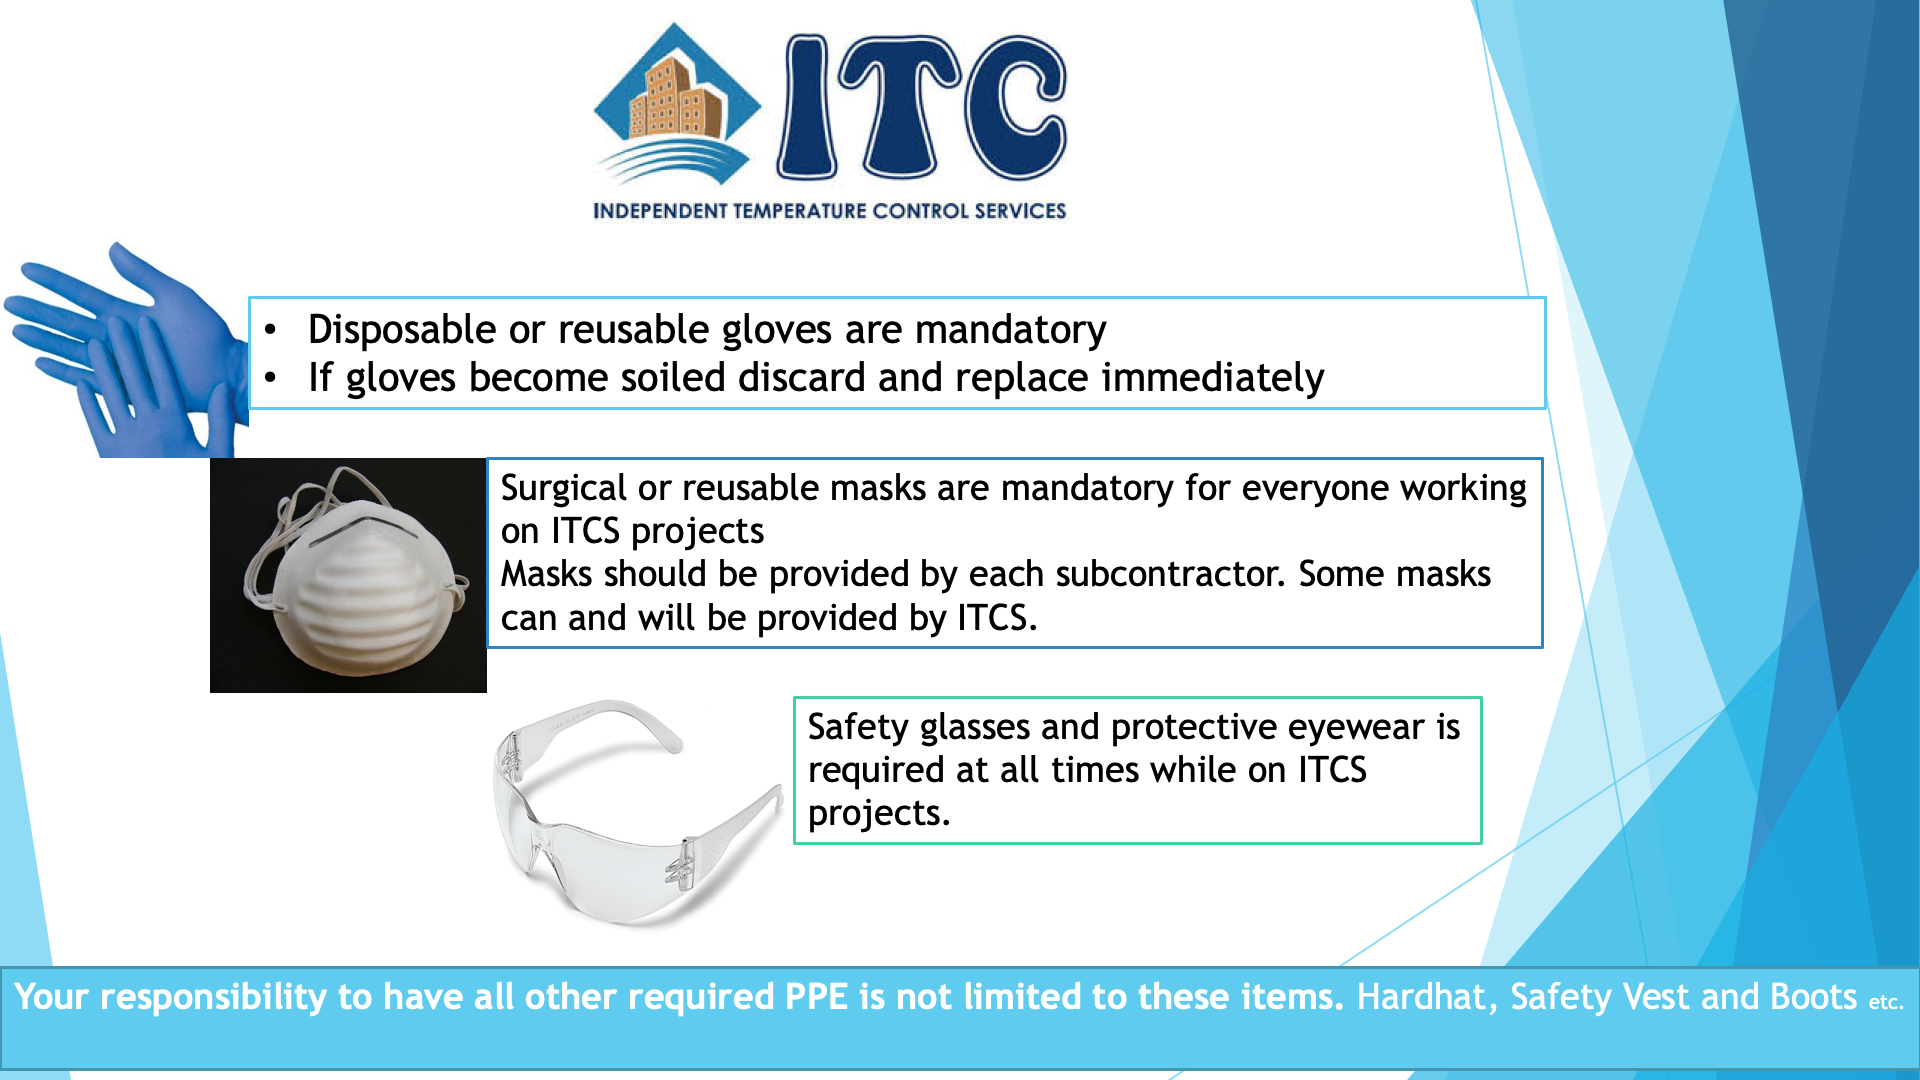 ITC
INDEPENDENT TEMPERATURE CONTROL SERVICES
• Disposable or reusable gloves are mandatory
• If gloves become soiled discard and replace immediately
Surgical or reusable masks are mandatory for everyone working
on ITCS projects
Masks should be provided by each subcontractor. Some masks
can and will be provided by ITCS.
Safety glasses and protective eyewear is
required at all times while on ITCS
projects.
Your responsibility to have all other required PPE is not limited to these items. Hardhat, Safety Vest and Boots etc.